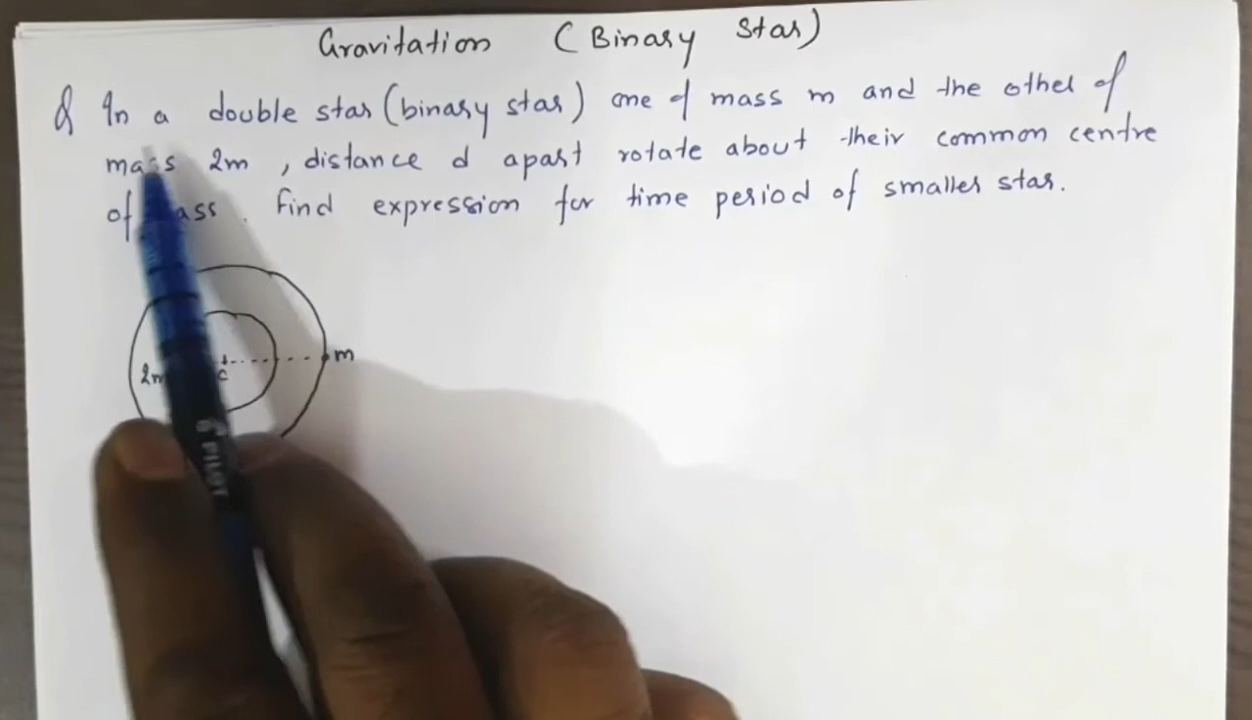 Gravitation (Binary Star)
Q In a double star (binary star) one of mass m and the other of
mass 2m , distance d apart rotate about their common centre
of mass . Find expression for time period of smaller star.
2m c m
PILOT